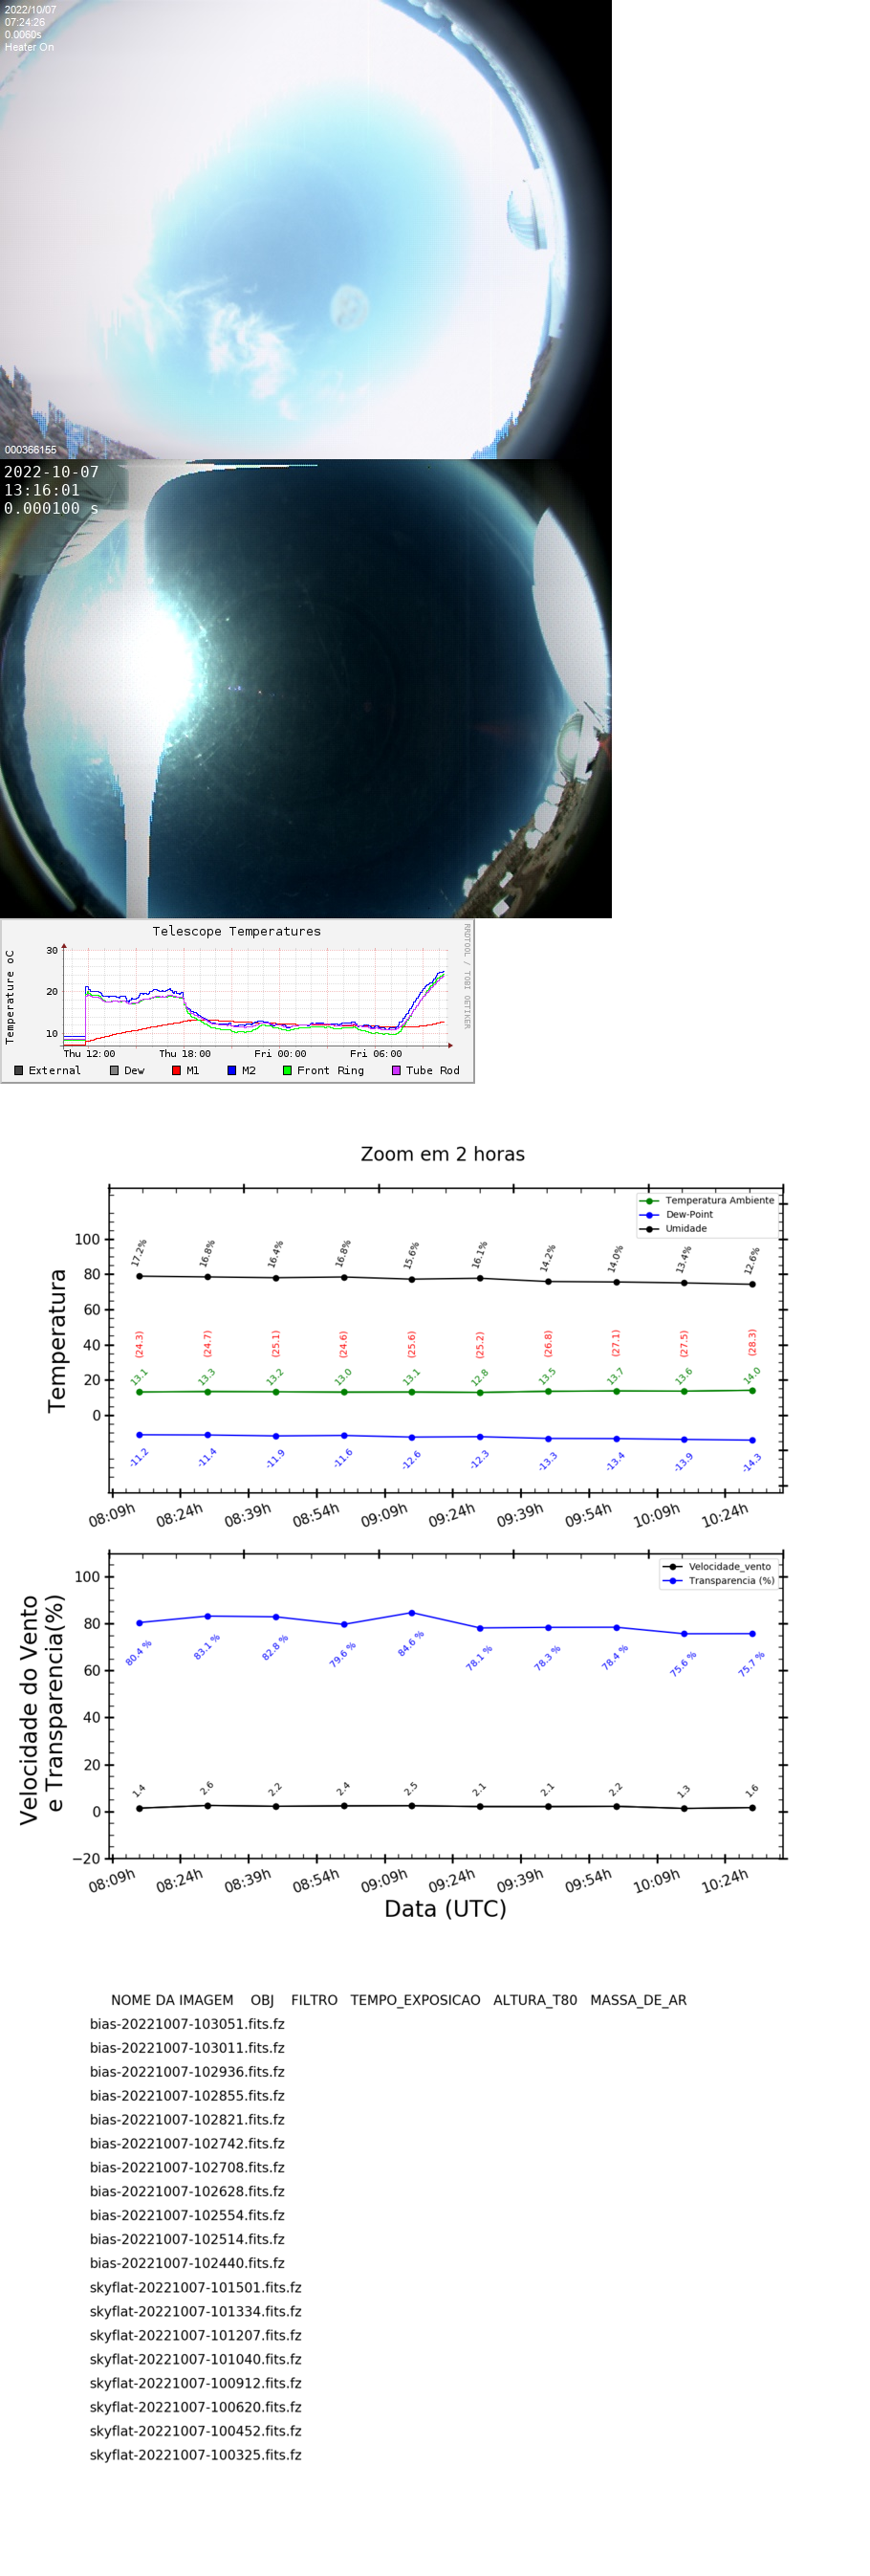 2022/10/07
07:24:26
0.0060s
Heater On
000366155
2022-10-07
13:16:01
0.000100 s
Telescope Temperatures
RRDTOOL / TOBI OETIKER
Temperature oC
30
20
10
Thu 12:00 Thu 18:00 Fri 00:00 Fri 06:00
External Dew M1 M2 Front Ring Tube Rod
Zoom em 2 horas
Temperatura Ambiente
Dew-Point
Umidade
Temperatura
100
80
60
40
20
0
17.2% 16.8% 16.4% 16.8% 15.6% 16.1% 14.2% 14.0% 13.4% 12.6%
(24.3) (24.7) (25.1) (24.6) (25.6) (25.2) (26.8) (27.1) (27.5) (28.3)
13.1 13.3 13.2 13.0 13.1 12.8 13.5 13.7 13.6 14.0
-11.2 -11.4 -11.9 -11.6 -12.6 -12.3 -13.3 -13.4 -13.9 -14.3
08:09h 08:24h 08:39h 08:54h 09:09h 09:24h 09:39h 09:54h 10:09h 10:24h
Velocidade_vento
Transparencia (%)
Velocidade do Vento
e Transparencia(%)
100
80
60
40
20
0
−20
80.4 % 83.1 % 82.8 % 79.6 % 84.6 % 78.1 % 78.3 % 78.4 % 75.6 % 75.7 %
1.4 2.6 2.2 2.4 2.5 2.1 2.1 2.2 1.3 1.6
08:09h 08:24h 08:39h 08:54h 09:09h 09:24h 09:39h 09:54h 10:09h 10:24h
Data (UTC)
NOME DA IMAGEM OBJ FILTRO TEMPO_EXPOSICAO ALTURA_T80 MASSA_DE_AR
bias-20221007-103051.fits.fz
bias-20221007-103011.fits.fz
bias-20221007-102936.fits.fz
bias-20221007-102855.fits.fz
bias-20221007-102821.fits.fz
bias-20221007-102742.fits.fz
bias-20221007-102708.fits.fz
bias-20221007-102628.fits.fz
bias-20221007-102554.fits.fz
bias-20221007-102514.fits.fz
bias-20221007-102440.fits.fz
skyflat-20221007-101501.fits.fz
skyflat-20221007-101334.fits.fz
skyflat-20221007-101207.fits.fz
skyflat-20221007-101040.fits.fz
skyflat-20221007-100912.fits.fz
skyflat-20221007-100620.fits.fz
skyflat-20221007-100452.fits.fz
skyflat-20221007-100325.fits.fz